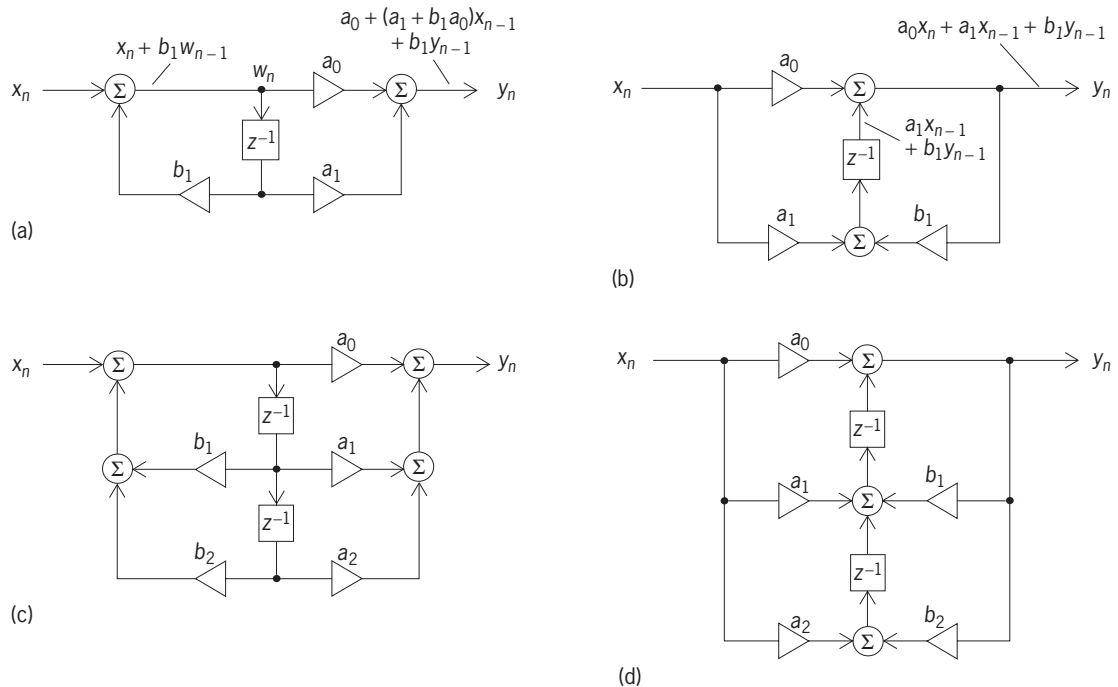 xₙ + b₁wₙ₋₁
a₀ + (a₁ + b₁a₀)xₙ₋₁
+ b₁yₙ₋₁
xₙ
Σ
wₙ
a₀
Σ
yₙ
z⁻¹
b₁
a₁
(a)
a₀xₙ + a₁xₙ₋₁ + b₁yₙ₋₁
xₙ
a₀
Σ
yₙ
a₁xₙ₋₁
+ b₁yₙ₋₁
z⁻¹
a₁
Σ
b₁
(b)
xₙ
Σ
a₀
Σ
yₙ
z⁻¹
Σ
b₁
a₁
Σ
z⁻¹
b₂
a₂
(c)
xₙ
a₀
Σ
yₙ
z⁻¹
a₁
Σ
b₁
z⁻¹
a₂
Σ
b₂
(d)